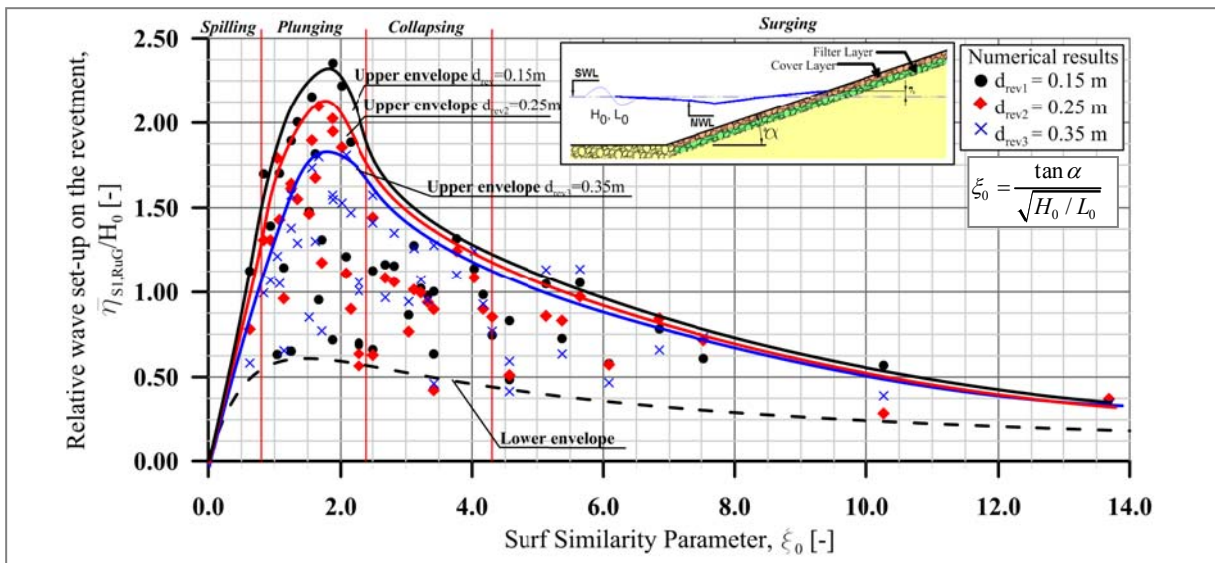 Spilling Plunging Collapsing Surging
2.50
2.00
1.50
1.00
0.50
0.00
Relative wave set-up on the revetment,
η̅S1,RuG/H0 [-]
Upper envelope drev1=0.15m
Upper envelope drev2=0.25m
Upper envelope drev3=0.35m
Lower envelope
Filter Layer
Cover Layer
SWL
H0, L0
NWL
α
Numerical results
drev1 = 0.15 m
drev2 = 0.25 m
drev3 = 0.35 m
ξ0 = tan α / √H0 / L0
0.0 2.0 4.0 6.0 8.0 10.0 12.0 14.0
Surf Similarity Parameter, ξ0 [-]